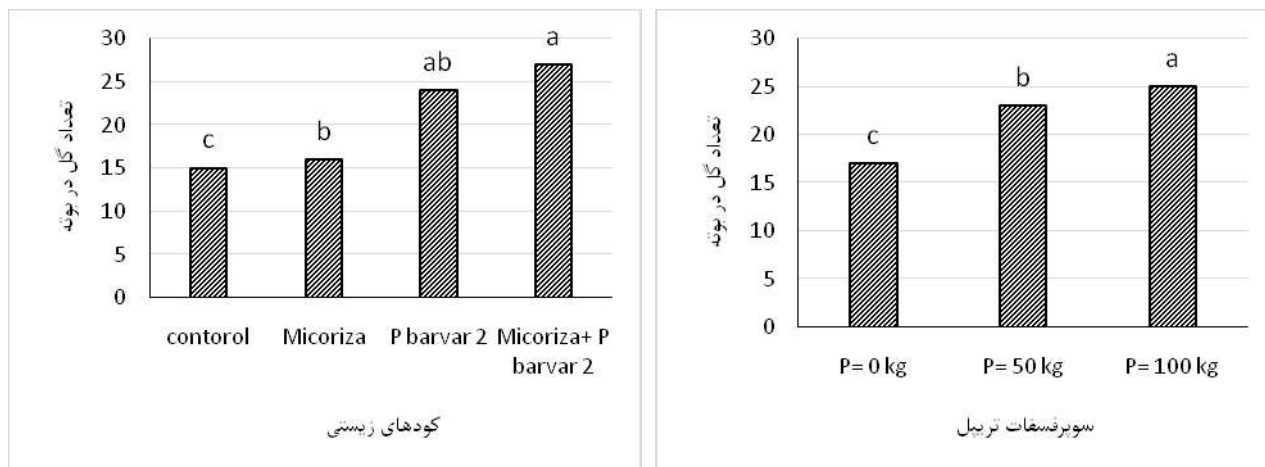 30
25
20
15
10
5
0
تعداد گل در بوته
c
b
ab
a
contorol
Micoriza
P barvar 2
Micoriza+ P
barvar 2
کودهای زیستی
30
25
20
15
10
5
0
تعداد گل در بوته
c
b
a
P= 0 kg
P= 50 kg
P= 100 kg
سوپرفسفات تریپل